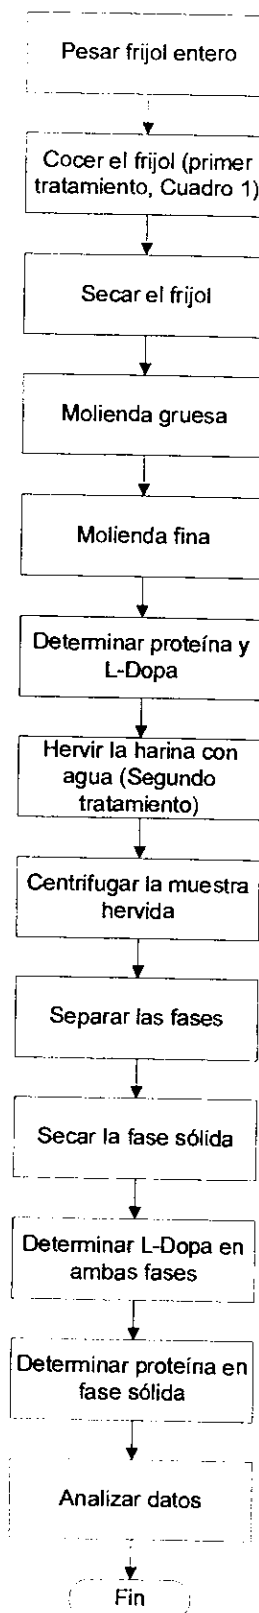 Pesar frijol entero
Cocer el frijol (primer
tratamiento, Cuadro 1)
Secar el frijol
Molienda gruesa
Molienda fina
Determinar proteína y
L-Dopa
Hervir la harina con
agua (Segundo
tratamiento)
Centrifugar la muestra
hervida
Separar las fases
Secar la fase sólida
Determinar L-Dopa en
ambas fases
Determinar proteína en
fase sólida
Analizar datos
Fin